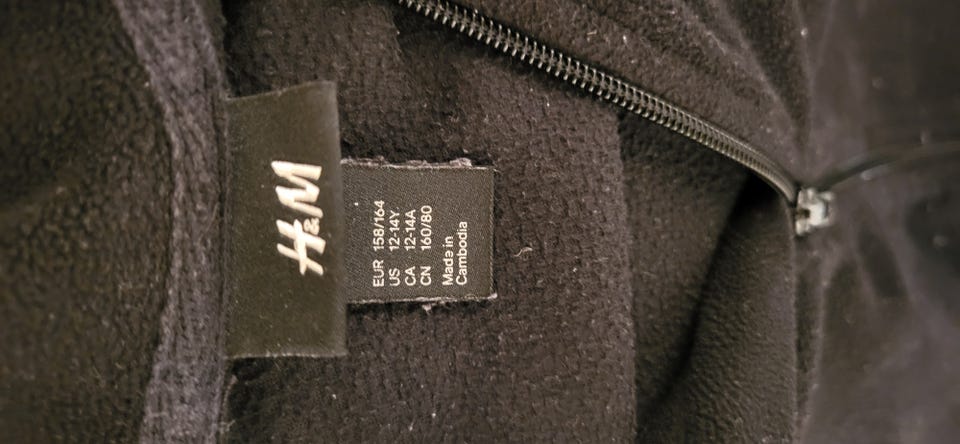 H&M
EUR 158/164
US 12-14Y
CA 12-14A
CN 160/80
Made in
Cambodia